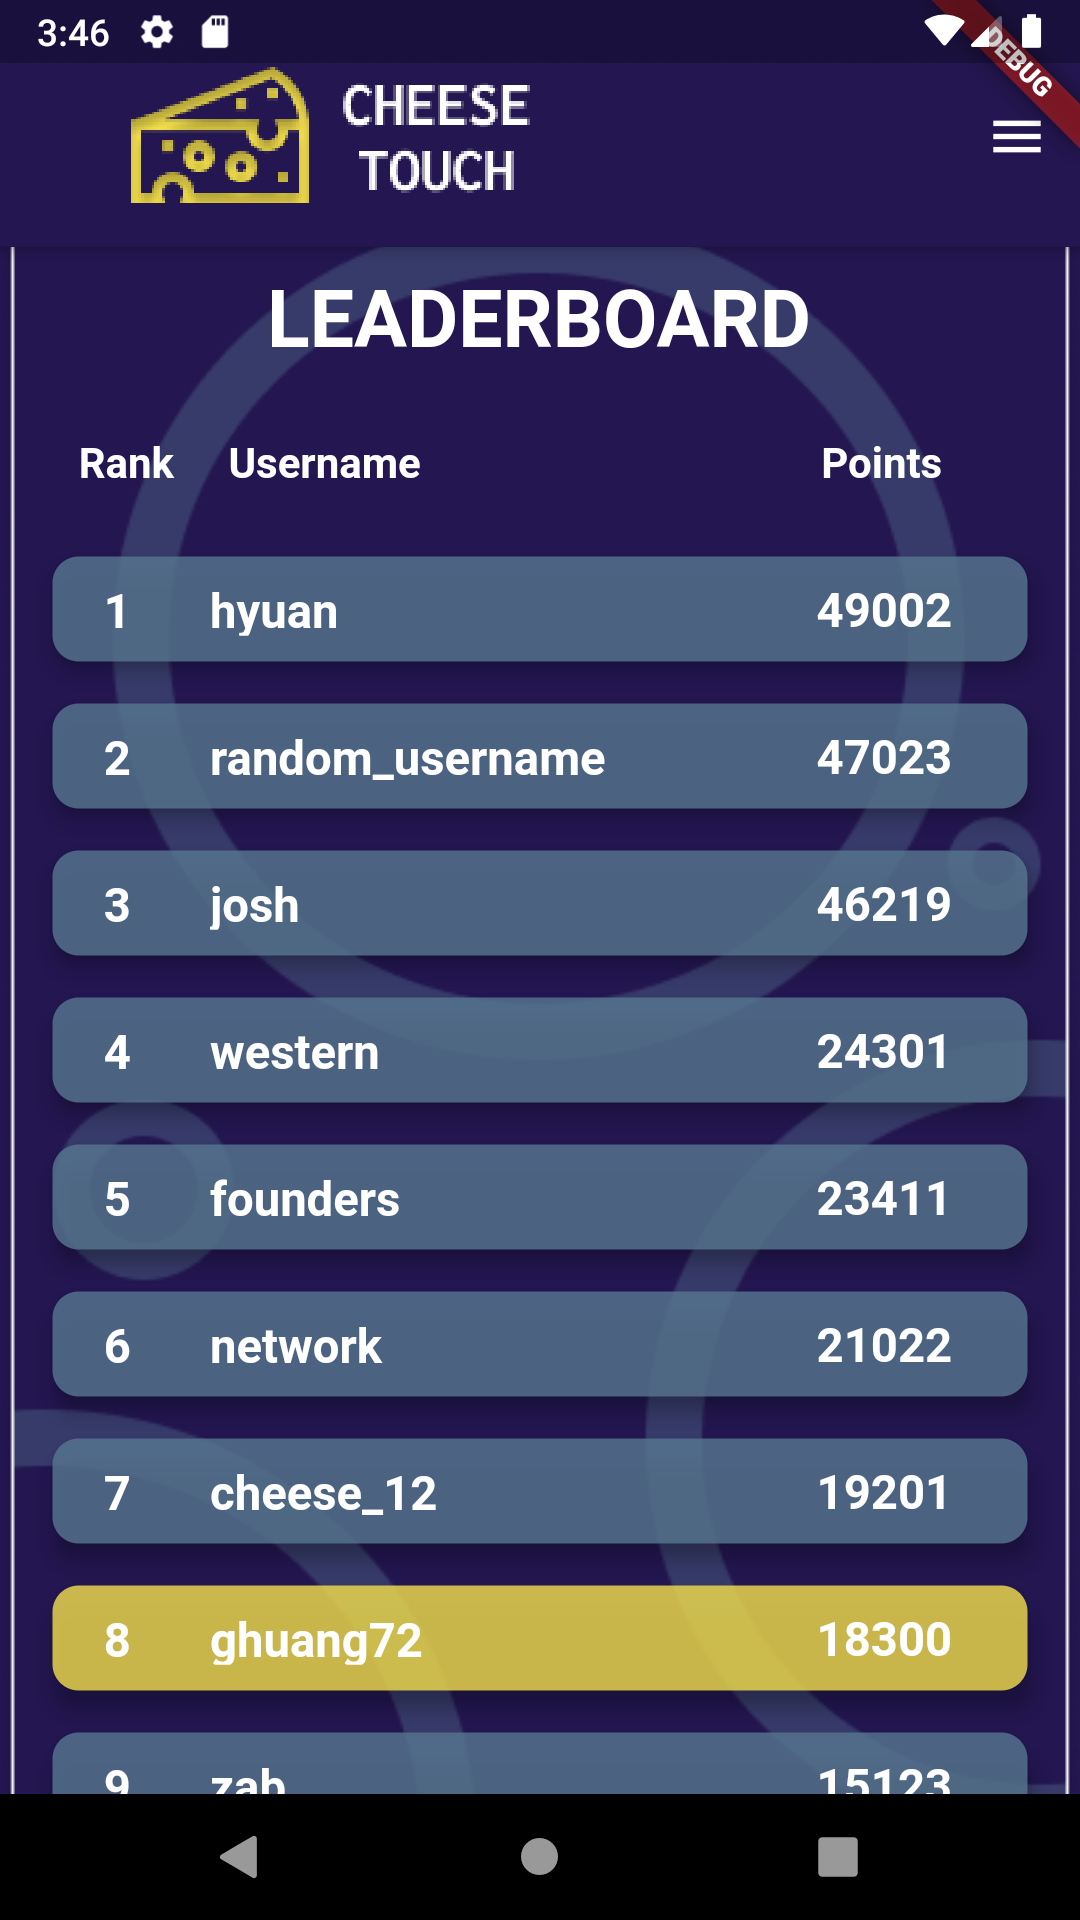 3:46
DEBUG
CHEESE
TOUCH
LEADERBOARD
Rank Username Points
1 hyuan 49002
2 random_username 47023
3 josh 46219
4 western 24301
5 founders 23411
6 network 21022
7 cheese_12 19201
8 ghuang72 18300
9 zab 15123